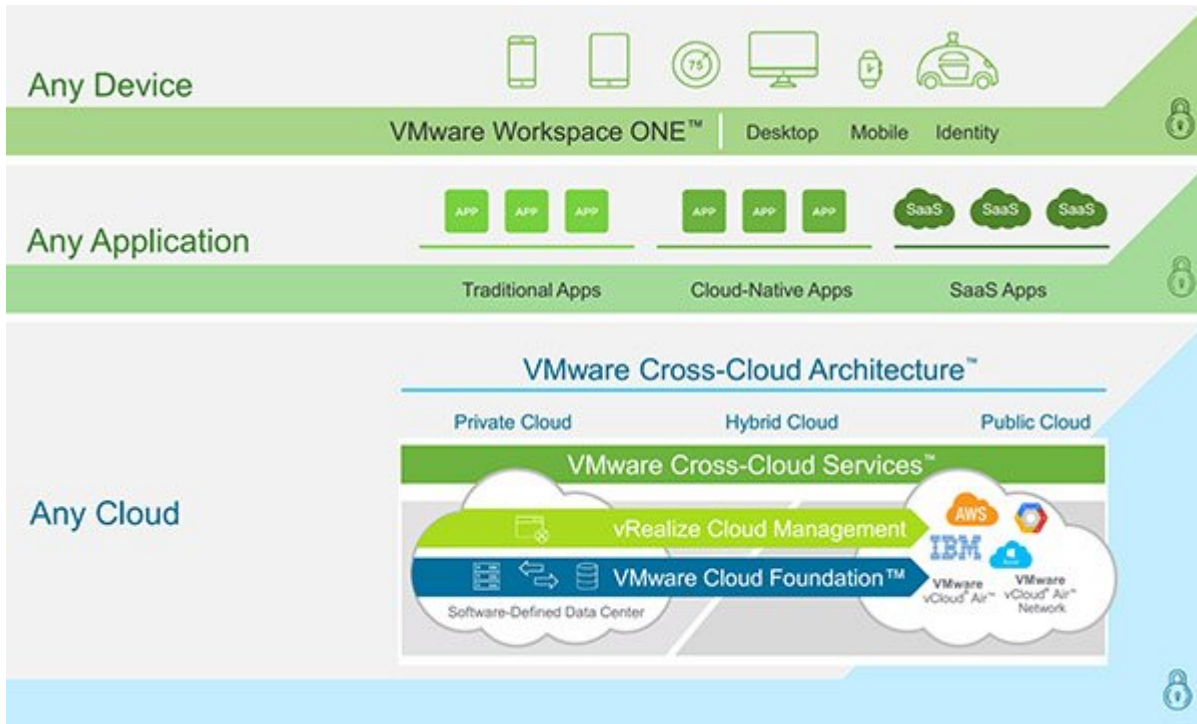 75°
Any Device
VMware Workspace ONE™
Desktop
Mobile
Identity
APP
APP
APP
APP
APP
APP
SaaS
SaaS
SaaS
Any Application
Traditional Apps
Cloud-Native Apps
SaaS Apps
VMware Cross-Cloud Architecture™
Private Cloud
Hybrid Cloud
Public Cloud
VMware Cross-Cloud Services™
Any Cloud
vRealize Cloud Management
AWS
IBM
VMware Cloud Foundation™
Software-Defined Data Center
VMware
vCloud® Air™
VMware
vCloud® Air™
Network